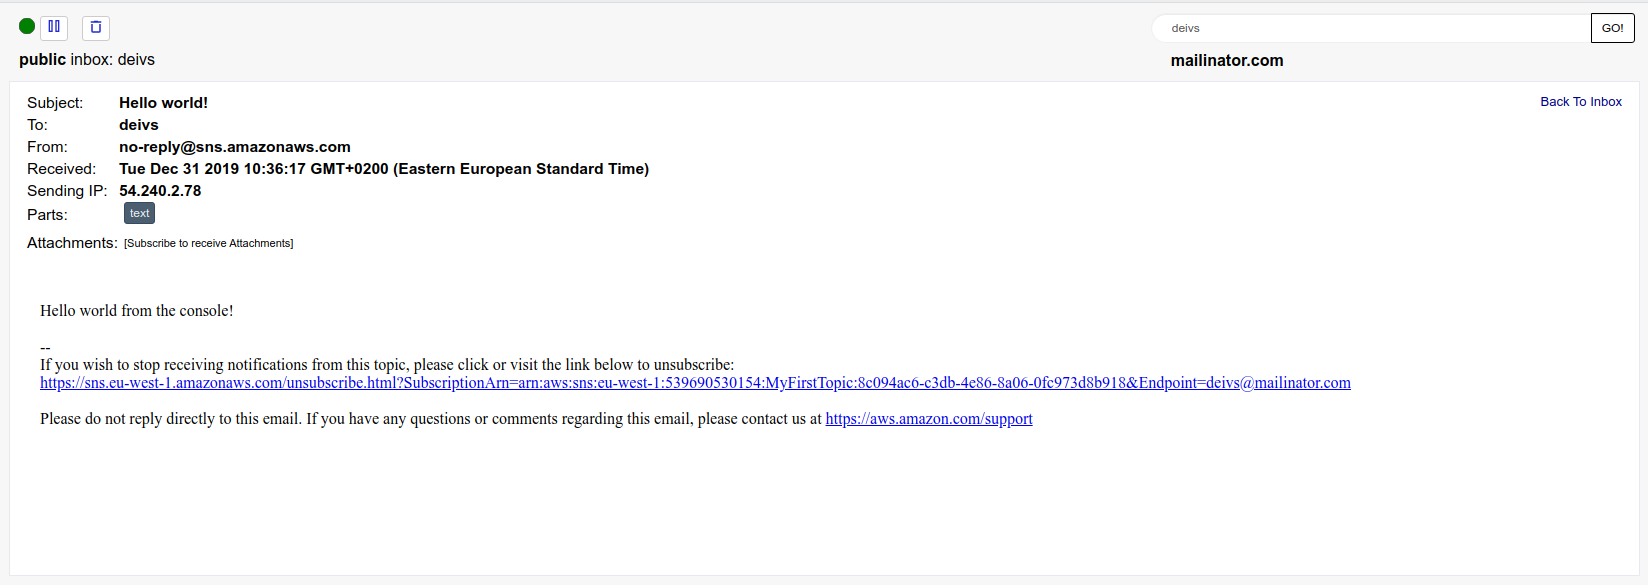 deivs GO!
public inbox: deivs
mailinator.com
Back To Inbox
Subject: Hello world!
To: deivs
From: no-reply@sns.amazonaws.com
Received: Tue Dec 31 2019 10:36:17 GMT+0200 (Eastern European Standard Time)
Sending IP: 54.240.2.78
Parts: text
Attachments: [Subscribe to receive Attachments]
Hello world from the console!
--
If you wish to stop receiving notifications from this topic, please click or visit the link below to unsubscribe:
https://sns.eu-west-1.amazonaws.com/unsubscribe.html?SubscriptionArn=arn:aws:sns:eu-west-1:539690530154:MyFirstTopic:8c094ac6-c3db-4e86-8a06-0fc973d8b918&Endpoint=deivs@mailinator.com
Please do not reply directly to this email. If you have any questions or comments regarding this email, please contact us at https://aws.amazon.com/support